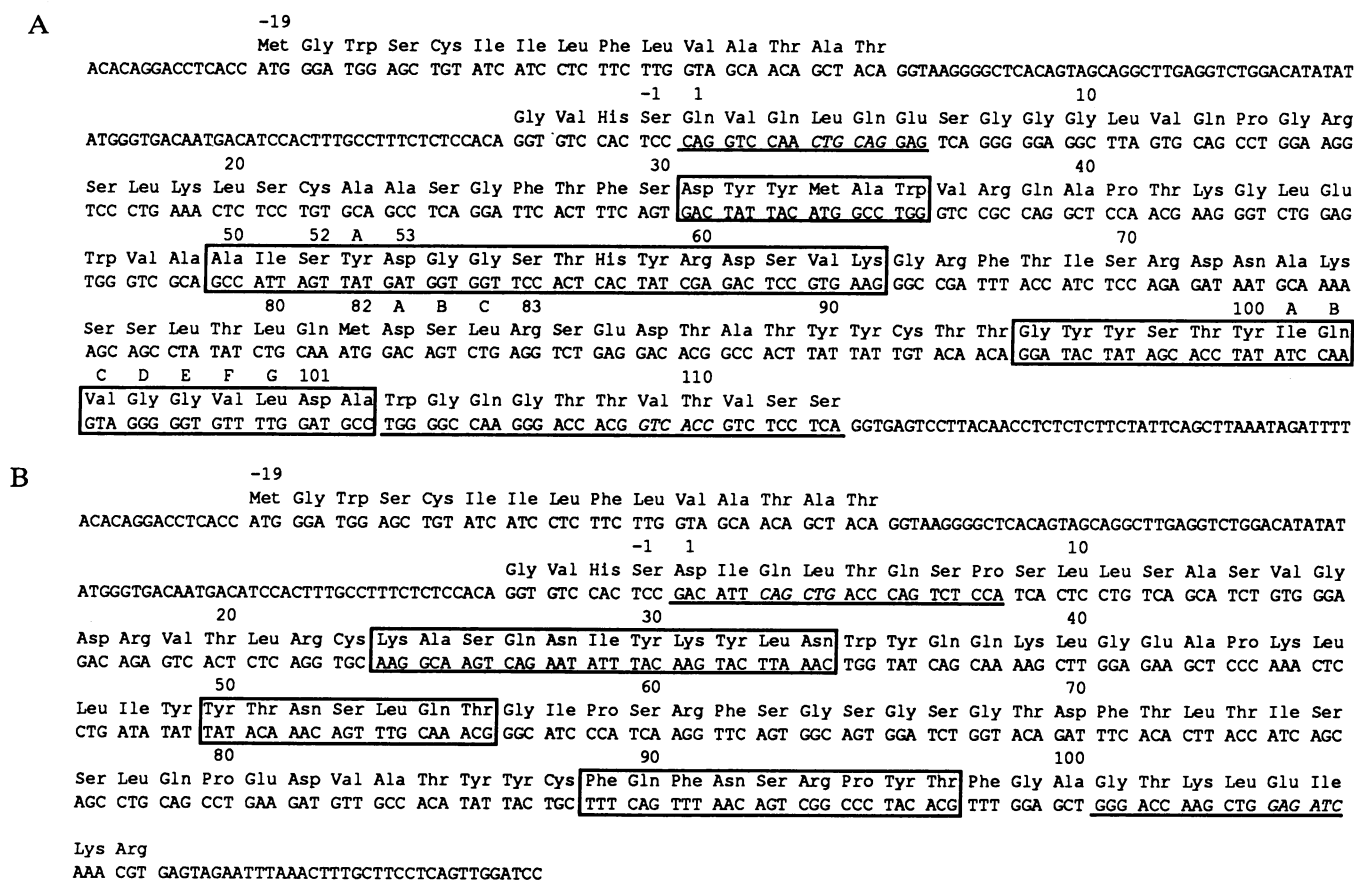 A
-19
Met Gly Trp Ser Cys Ile Ile Leu Phe Leu Val Ala Thr Ala Thr
ACACAGGACCTCACC ATG GGA TGG AGC TGT ATC ATC CTC TTC TTG GTA GCA ACA GCT ACA GGTAAGGGGCTCACAGTAGCAGGCTTGAGGTCTGGACATATAT
-1 1 10
Gly Val His Ser Gln Val Gln Leu Gln Glu Ser Gly Gly Gly Leu Val Gln Pro Gly Arg
ATGGGTGACAATGACATCCACTTTGCCTTTCTCTCCACA GGT GTC CAC TCC CAG GTC CAA CTG CAG GAG TCA GGG GGA GGC TTA GTG CAG CCT GGA AGG
20 30 40
Ser Leu Lys Leu Ser Cys Ala Ala Ser Gly Phe Thr Phe Ser Asp Tyr Tyr Met Ala Trp Val Arg Gln Ala Pro Thr Lys Gly Leu Glu
TCC CTG AAA CTC TCC TGT GCA GCC TCA GGA TTC ACT TTC AGT GAC TAT TAC ATG GCC TGG GTC CGC CAG GCT CCA ACG AAG GGT CTG GAG
50 52 A 53 60 70
Trp Val Ala Ala Ile Ser Tyr Asp Gly Gly Ser Thr His Tyr Arg Asp Ser Val Lys Gly Arg Phe Thr Ile Ser Arg Asp Asn Ala Lys
TGG GTC GCA GCC ATT AGT TAT GAT GGT GGT TCC ACT CAC TAT CGA GAC TCC GTG AAG GGC CGA TTT ACC ATC TCC AGA GAT AAT GCA AAA
80 82 A B C 83 90 100 A B
Ser Ser Leu Thr Leu Gln Met Asp Ser Leu Arg Ser Glu Asp Thr Ala Thr Tyr Tyr Cys Thr Thr Gly Tyr Tyr Ser Thr Tyr Ile Gln
AGC AGC CTA TAT CTG CAA ATG GAC AGT CTG AGG TCT GAG GAC ACG GCC ACT TAT TAT TGT ACA ACA GGA TAC TAT AGC ACC TAT ATC CAA
C D E F G 101 110
Val Gly Gly Val Leu Asp Ala Trp Gly Gln Gly Thr Thr Val Thr Val Ser Ser
GTA GGG GGT GTT TTG GAT GCC TGG GGC CAA GGG ACC ACG GTC ACC GTC TCC TCA GGTGAGTCCTTACAACCTCTCTCTTCTATTCAGCTTAAATAGATTTT
B
-19
Met Gly Trp Ser Cys Ile Ile Leu Phe Leu Val Ala Thr Ala Thr
ACACAGGACCTCACC ATG GGA TGG AGC TGT ATC ATC CTC TTC TTG GTA GCA ACA GCT ACA GGTAAGGGGCTCACAGTAGCAGGCTTGAGGTCTGGACATATAT
-1 1 10
Gly Val His Ser Asp Ile Gln Leu Thr Gln Ser Pro Ser Leu Leu Ser Ala Ser Val Gly
ATGGGTGACAATGACATCCACTTTGCCTTTCTCTCCACA GGT GTC CAC TCC GAC ATT CAG CTG ACC CAG TCT CCA TCA CTC CTG TCA GCA TCT GTG GGA
20 30 40
Asp Arg Val Thr Leu Arg Cys Lys Ala Ser Gln Asn Ile Tyr Lys Tyr Leu Asn Trp Tyr Gln Gln Lys Leu Gly Glu Ala Pro Lys Leu
GAC AGA GTC ACT CTC AGG TGC AAG GCA AGT CAG AAT ATT TAC AAG TAC TTA AAC TGG TAT CAG CAA AAG CTT GGA GAA GCT CCC AAA CTC
50 60 70
Leu Ile Tyr Tyr Thr Asn Ser Leu Gln Thr Gly Ile Pro Ser Arg Phe Ser Gly Ser Gly Ser Gly Thr Asp Phe Thr Leu Thr Ile Ser
CTG ATA TAT TAT ACA AAC AGT TTG CAA ACG GGC ATC CCA TCA AGG TTC AGT GGC AGT GGA TCT GGT ACA GAT TTC ACA CTT ACC ATC AGC
80 90 100
Ser Leu Gln Pro Glu Asp Val Ala Thr Tyr Tyr Cys Phe Gln Phe Asn Ser Arg Pro Tyr Thr Phe Gly Ala Gly Thr Lys Leu Glu Ile
AGC CTG CAG CCT GAA GAT GTT GCC ACA TAT TAC TGC TTT CAG TTT AAC AGT CGG CCC TAC ACG TTT GGA GCT GGG ACC AAG CTG GAG ATC
Lys Arg
AAA CGT GAGTAGAATTTAAACTTTGCTTCCTCAGTTGGATCC